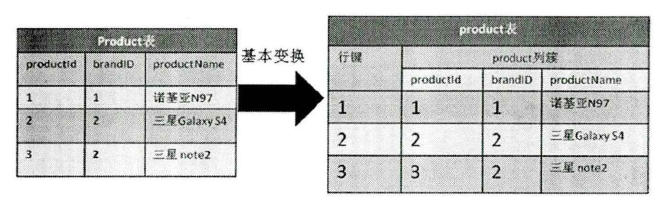 Product表
productId brandID productName
1 1 诺基亚N97
2 2 三星Galaxy S4
3 2 三星 note2
基本变换
product表
行键 product列簇
productId brandID productName
1 1 1 诺基亚N97
2 2 2 三星Galaxy S4
3 3 2 三星 note2